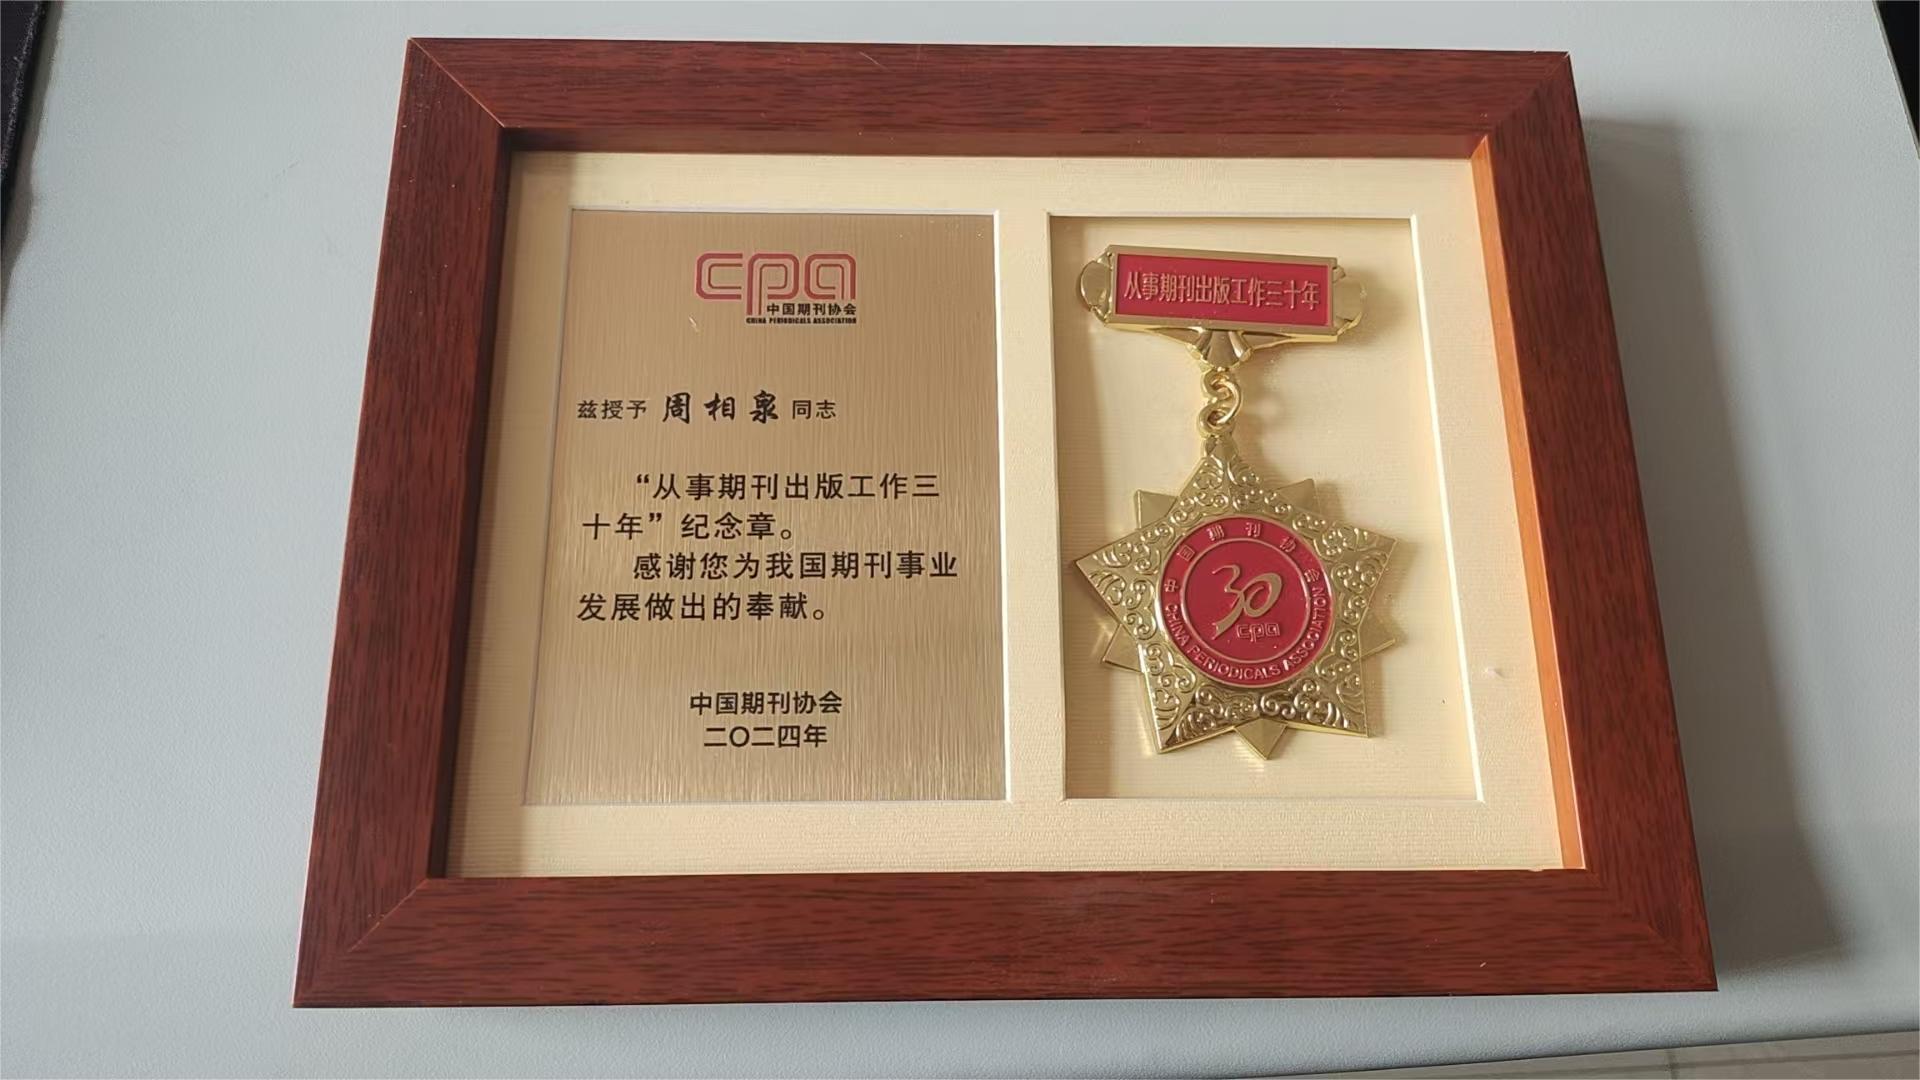 cpa
中国期刊协会
CHINA PERIODICALS ASSOCIATION
兹授予 周相泉 同志
“从事期刊出版工作三
十年”纪念章。
感谢您为我国期刊事业
发展做出的奉献。
中国期刊协会
二〇二四年
从事期刊出版工作三十年
中国期刊协会
30
cpa
CHINA PERIODICALS ASSOCIATION